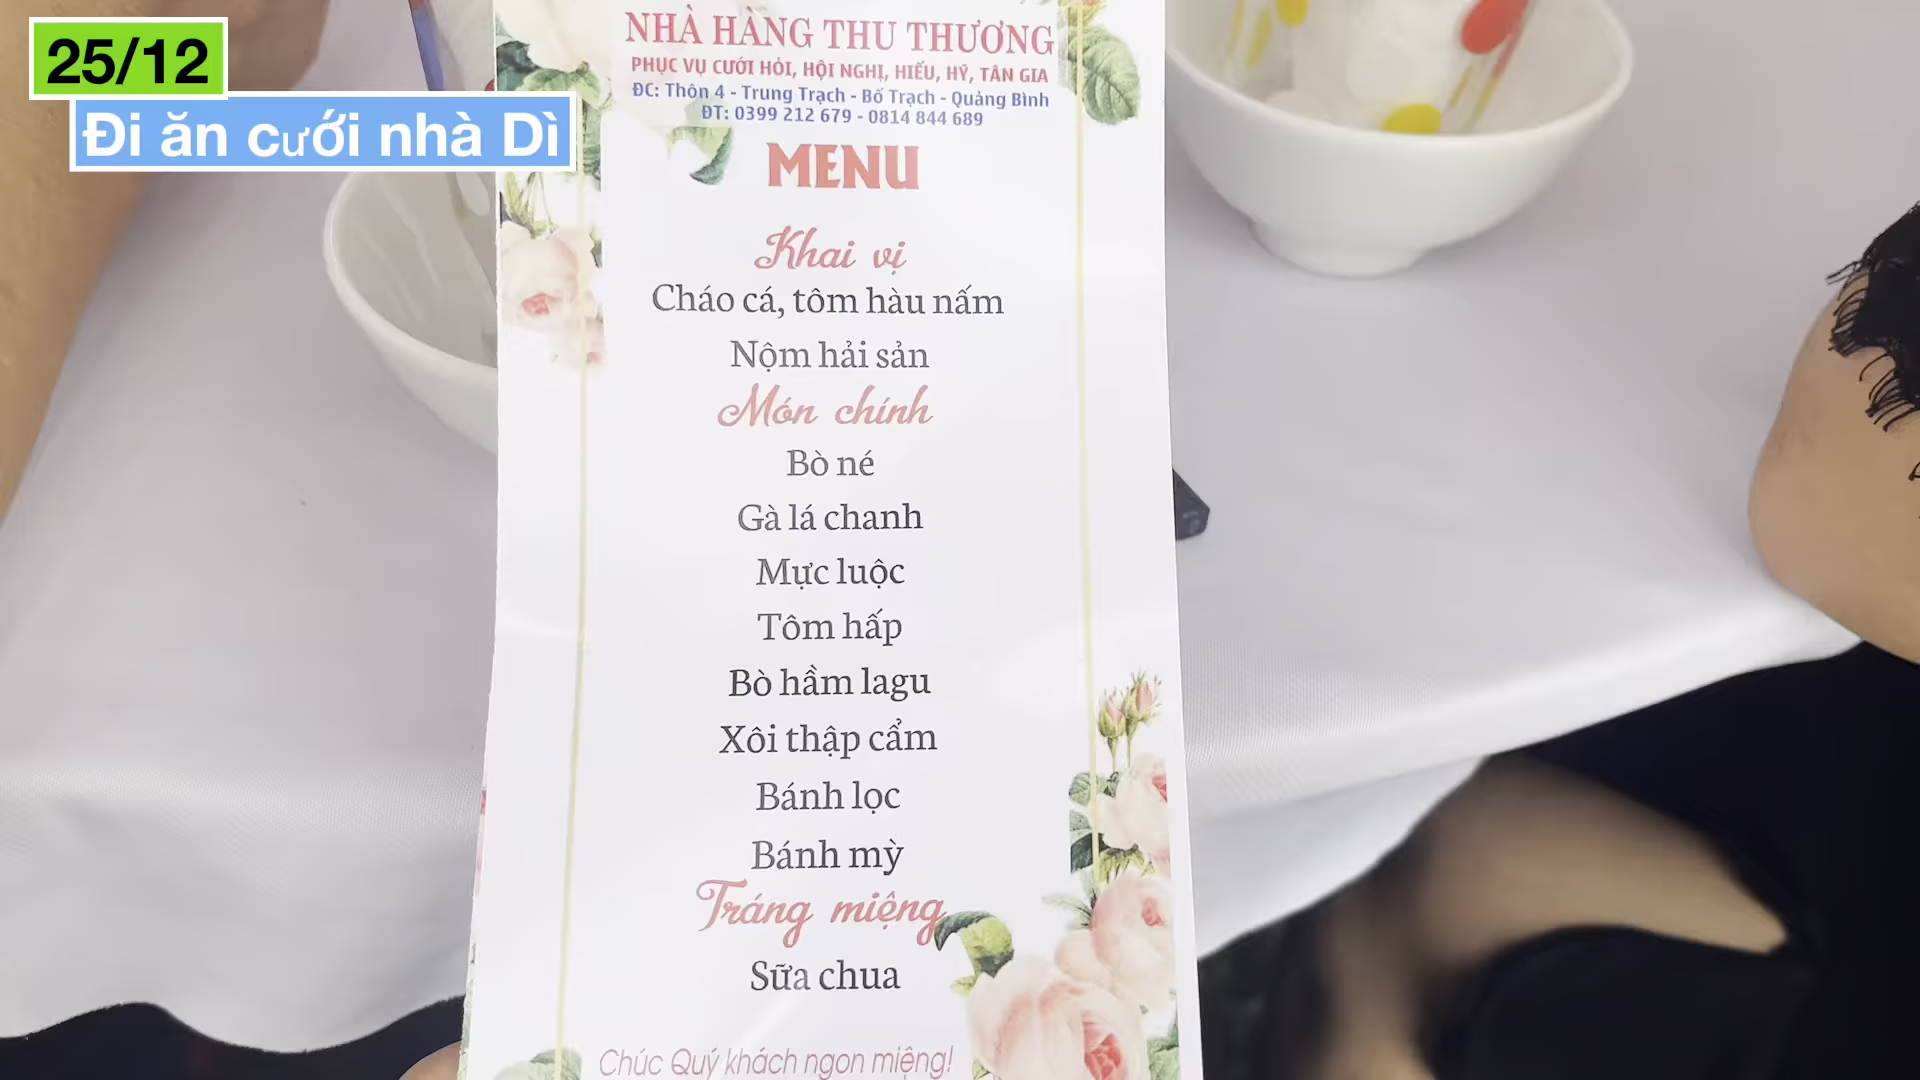 25/12
Đi ăn cưới nhà Dì
NHÀ HÀNG THU THƯƠNG
PHỤC VỤ CƯỚI HỎI, HỘI NGHỊ, HIẾU, HỶ, TÂN GIA
ĐC: Thôn 4 - Trung Trạch - Bố Trạch - Quảng Bình
ĐT: 0399 212 679 - 0814 844 689
MENU
Khai vị
Cháo cá, tôm hàu nấm
Nộm hải sản
Món chính
Bò né
Gà lá chanh
Mực luộc
Tôm hấp
Bò hầm lagu
Xôi thập cẩm
Bánh lọc
Bánh mỳ
Tráng miệng
Sữa chua
Chúc Quý khách ngon miệng!